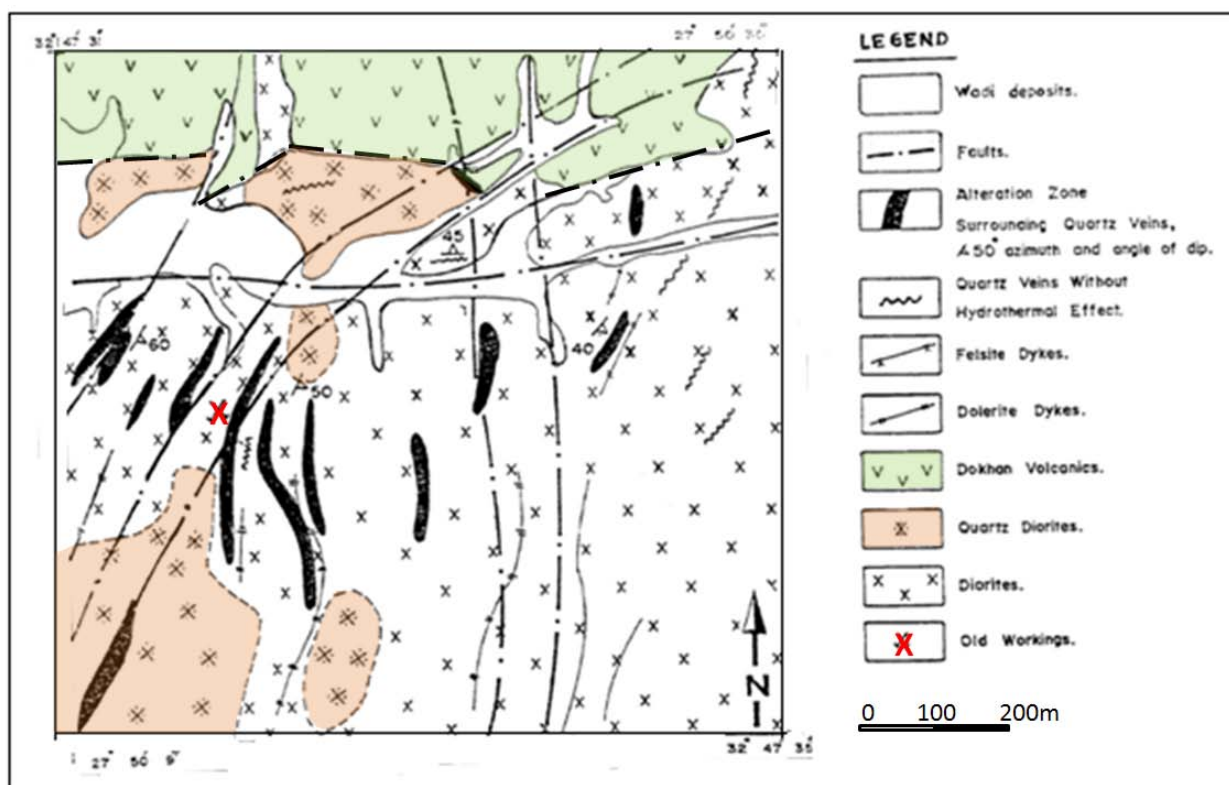 32°47' 31"
27° 56' 36"
45
60
50
40
27° 56' 9"
32° 47' 35"
N
LEGEND
Wadi deposits.
Faults.
Alteration Zone
Surrounding Quartz Veins,
50° azimuth and angle of dip.
Quartz Veins Without
Hydrothermal Effect.
Felsite Dykes.
Dolerite Dykes.
Dokhan Volcanics.
Quartz Diorites.
Diorites.
Old Workings.
0 100 200m